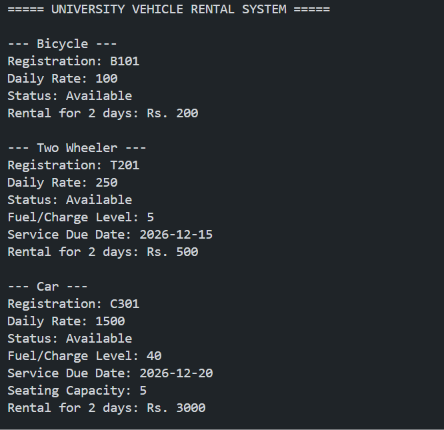 ===== UNIVERSITY VEHICLE RENTAL SYSTEM =====
--- Bicycle ---
Registration: B101
Daily Rate: 100
Status: Available
Rental for 2 days: Rs. 200
--- Two Wheeler ---
Registration: T201
Daily Rate: 250
Status: Available
Fuel/Charge Level: 5
Service Due Date: 2026-12-15
Rental for 2 days: Rs. 500
--- Car ---
Registration: C301
Daily Rate: 1500
Status: Available
Fuel/Charge Level: 40
Service Due Date: 2026-12-20
Seating Capacity: 5
Rental for 2 days: Rs. 3000